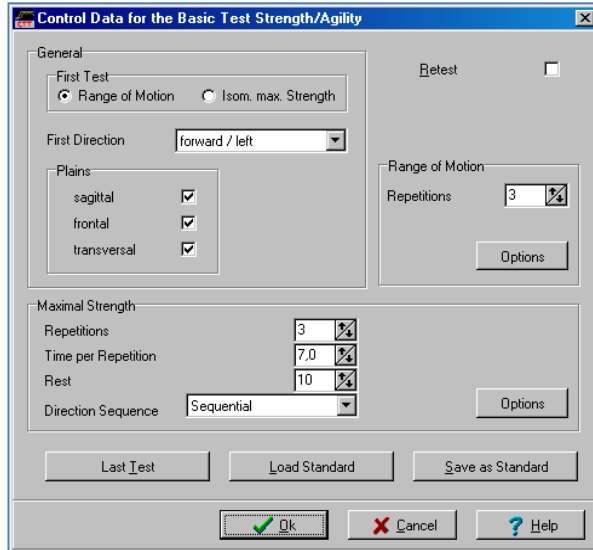 Control Data for the Basic Test Strength/Agility
General
First Test
Range of Motion Isom. max. Strength
Retest
First Direction forward / left
Plains
sagittal
frontal
transversal
Range of Motion
Repetitions 3
Options
Maximal Strength
Repetitions 3
Time per Repetition 7,0
Rest 10
Direction Sequence Sequential
Options
Last Test Load Standard Save as Standard
Ok Cancel Help